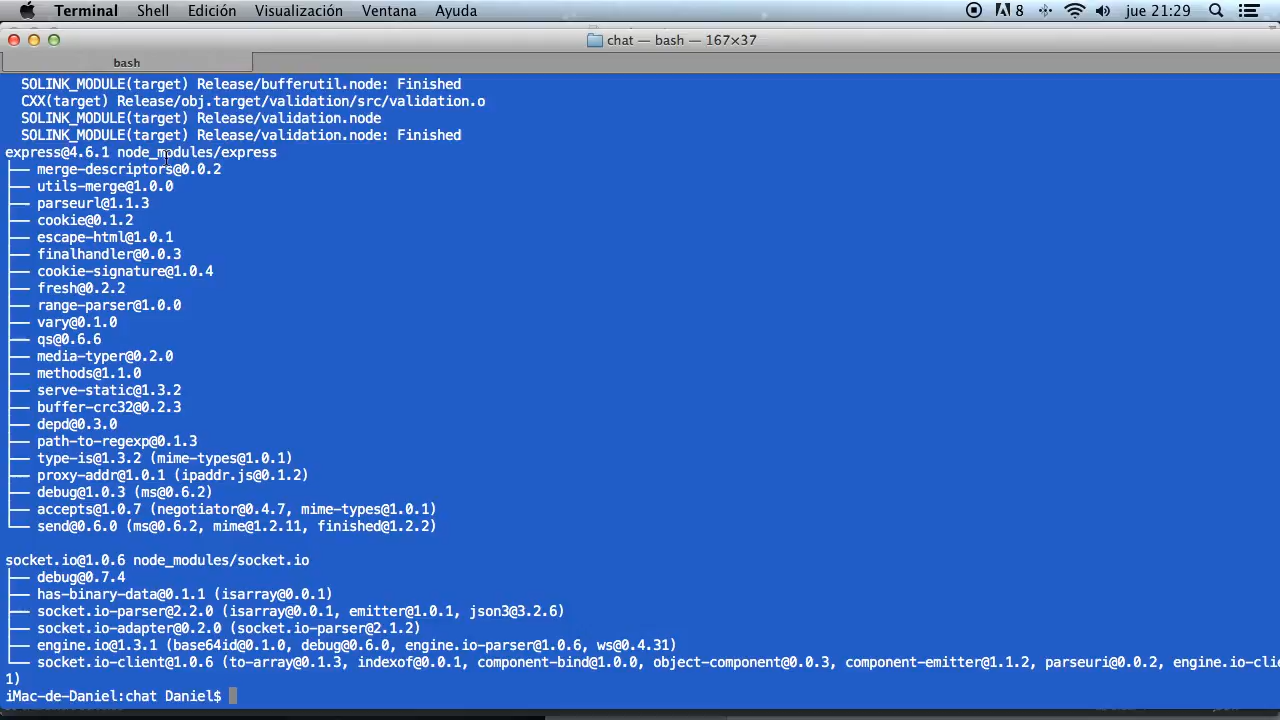 Terminal Shell Edición Visualización Ventana Ayuda 8 jue 21:29
chat — bash — 167×37
bash
SOLINK_MODULE(target) Release/bufferutil.node: Finished
CXX(target) Release/obj.target/validation/src/validation.o
SOLINK_MODULE(target) Release/validation.node
SOLINK_MODULE(target) Release/validation.node: Finished
express@4.6.1 node_modules/express
├── merge-descriptors@0.0.2
├── utils-merge@1.0.0
├── parseurl@1.1.3
├── cookie@0.1.2
├── escape-html@1.0.1
├── finalhandler@0.0.3
├── cookie-signature@1.0.4
├── fresh@0.2.2
├── range-parser@1.0.0
├── vary@0.1.0
├── qs@0.6.6
├── media-typer@0.2.0
├── methods@1.1.0
├── serve-static@1.3.2
├── buffer-crc32@0.2.3
├── depd@0.3.0
├── path-to-regexp@0.1.3
├── type-is@1.3.2 (mime-types@1.0.1)
├── proxy-addr@1.0.1 (ipaddr.js@0.1.2)
├── debug@1.0.3 (ms@0.6.2)
├── accepts@1.0.7 (negotiator@0.4.7, mime-types@1.0.1)
└── send@0.6.0 (ms@0.6.2, mime@1.2.11, finished@1.2.2)
socket.io@1.0.6 node_modules/socket.io
├── debug@0.7.4
├── has-binary-data@0.1.1 (isarray@0.0.1)
├── socket.io-parser@2.2.0 (isarray@0.0.1, emitter@1.0.1, json3@3.2.6)
├── socket.io-adapter@0.2.0 (socket.io-parser@2.1.2)
├── engine.io@1.3.1 (base64id@0.1.0, debug@0.6.0, engine.io-parser@1.0.6, ws@0.4.31)
└── socket.io-client@1.0.6 (to-array@0.1.3, indexof@0.0.1, component-bind@1.0.0, object-component@0.0.3, component-emitter@1.1.2, parseuri@0.0.2, engine.io-clie
1)
iMac-de-Daniel:chat Daniel$